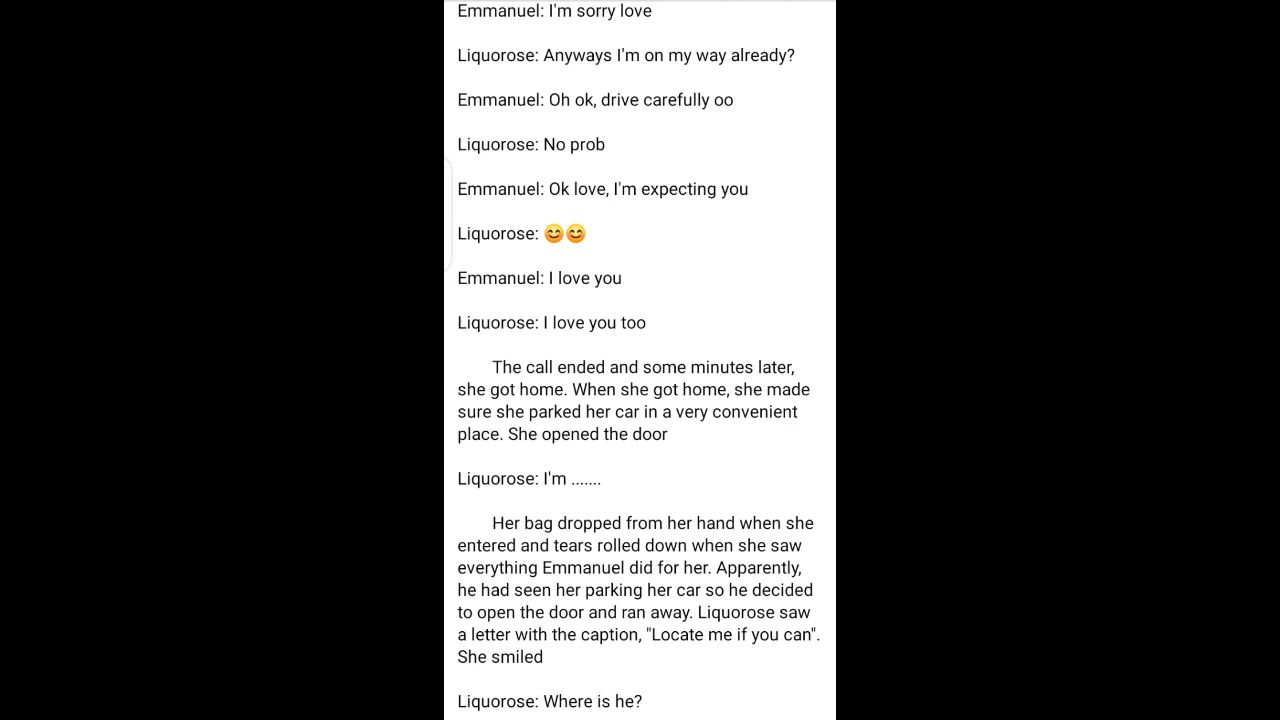 Emmanuel: I'm sorry love
Liquorose: Anyways I'm on my way already?
Emmanuel: Oh ok, drive carefully oo
Liquorose: No prob
Emmanuel: Ok love, I'm expecting you
Liquorose: 😊😊
Emmanuel: I love you
Liquorose: I love you too
The call ended and some minutes later,
she got home. When she got home, she made
sure she parked her car in a very convenient
place. She opened the door
Liquorose: I'm .......
Her bag dropped from her hand when she
entered and tears rolled down when she saw
everything Emmanuel did for her. Apparently,
he had seen her parking her car so he decided
to open the door and ran away. Liquorose saw
a letter with the caption, "Locate me if you can".
She smiled
Liquorose: Where is he?